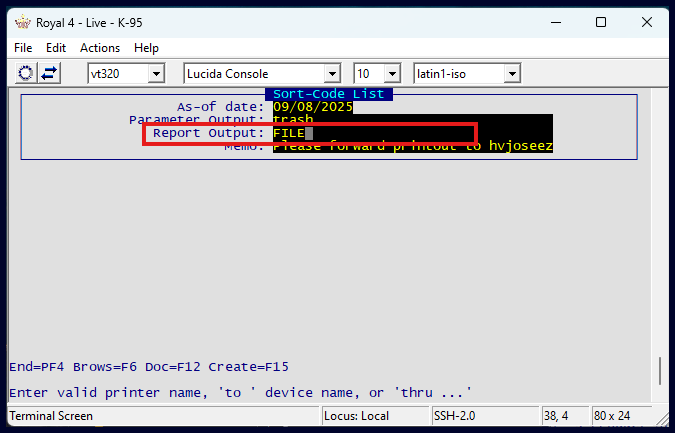 Royal 4 - Live - K-95
File Edit Actions Help
vt320 Lucida Console 10 latin1-iso
Sort-Code List
As-of date: 09/08/2025
Parameter Output: trash
Report Output: FILE
Memo: Please forward printout to hvjoseez
End=PF4 Brows=F6 Doc=F12 Create=F15
Enter valid printer name, 'to ' device name, or 'thru ...'
Terminal Screen Locus: Local SSH-2.0 38, 4 80 x 24